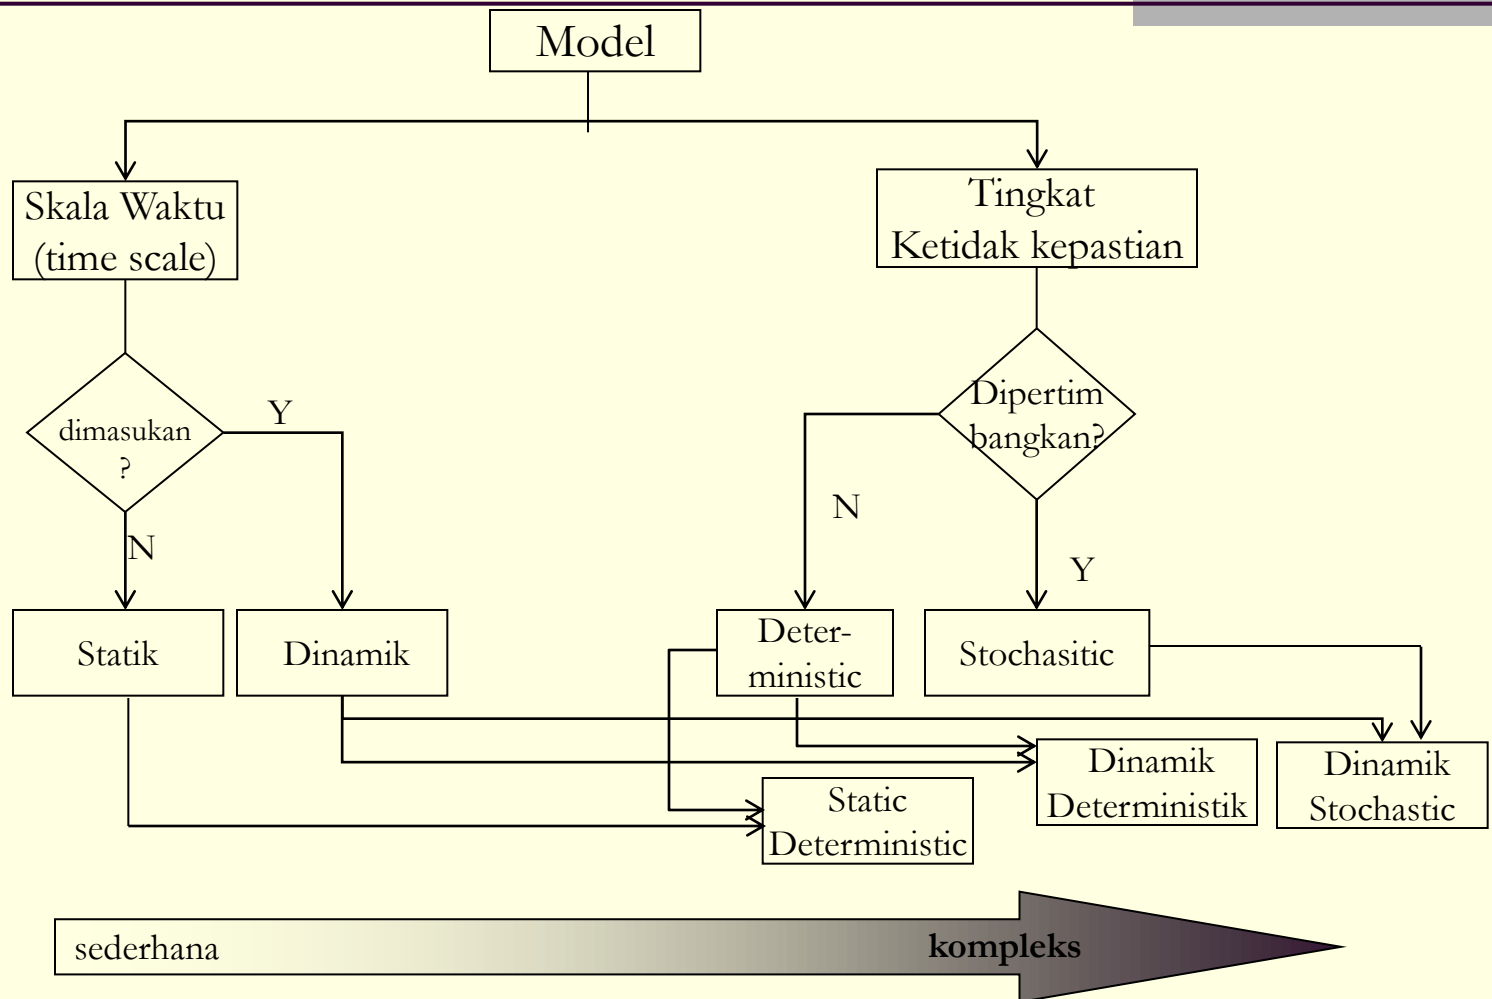 Model
Skala Waktu
(time scale)
Tingkat
Ketidak kepastian
dimasukan
?
Y
N
Dipertim
bangkan?
N
Y
Statik
Dinamik
Deter-
ministic
Stochasitic
Static
Deterministic
Dinamik
Deterministik
Dinamik
Stochastic
sederhana
kompleks